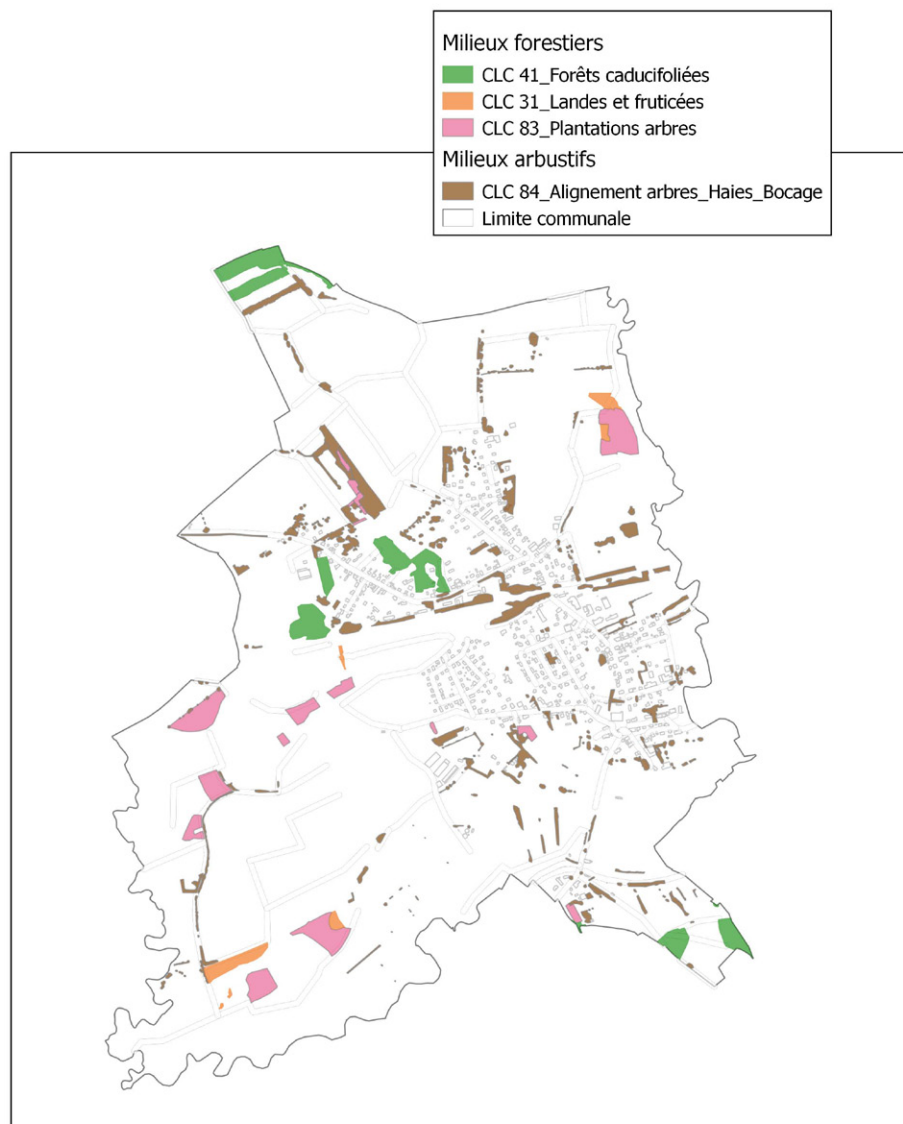 Milieux forestiers
CLC 41_Forêts caducifoliées
CLC 31_Landes et fruticées
CLC 83_Plantations arbres
Milieux arbustifs
CLC 84_Alignement arbres_Haies_Bocage
Limite communale